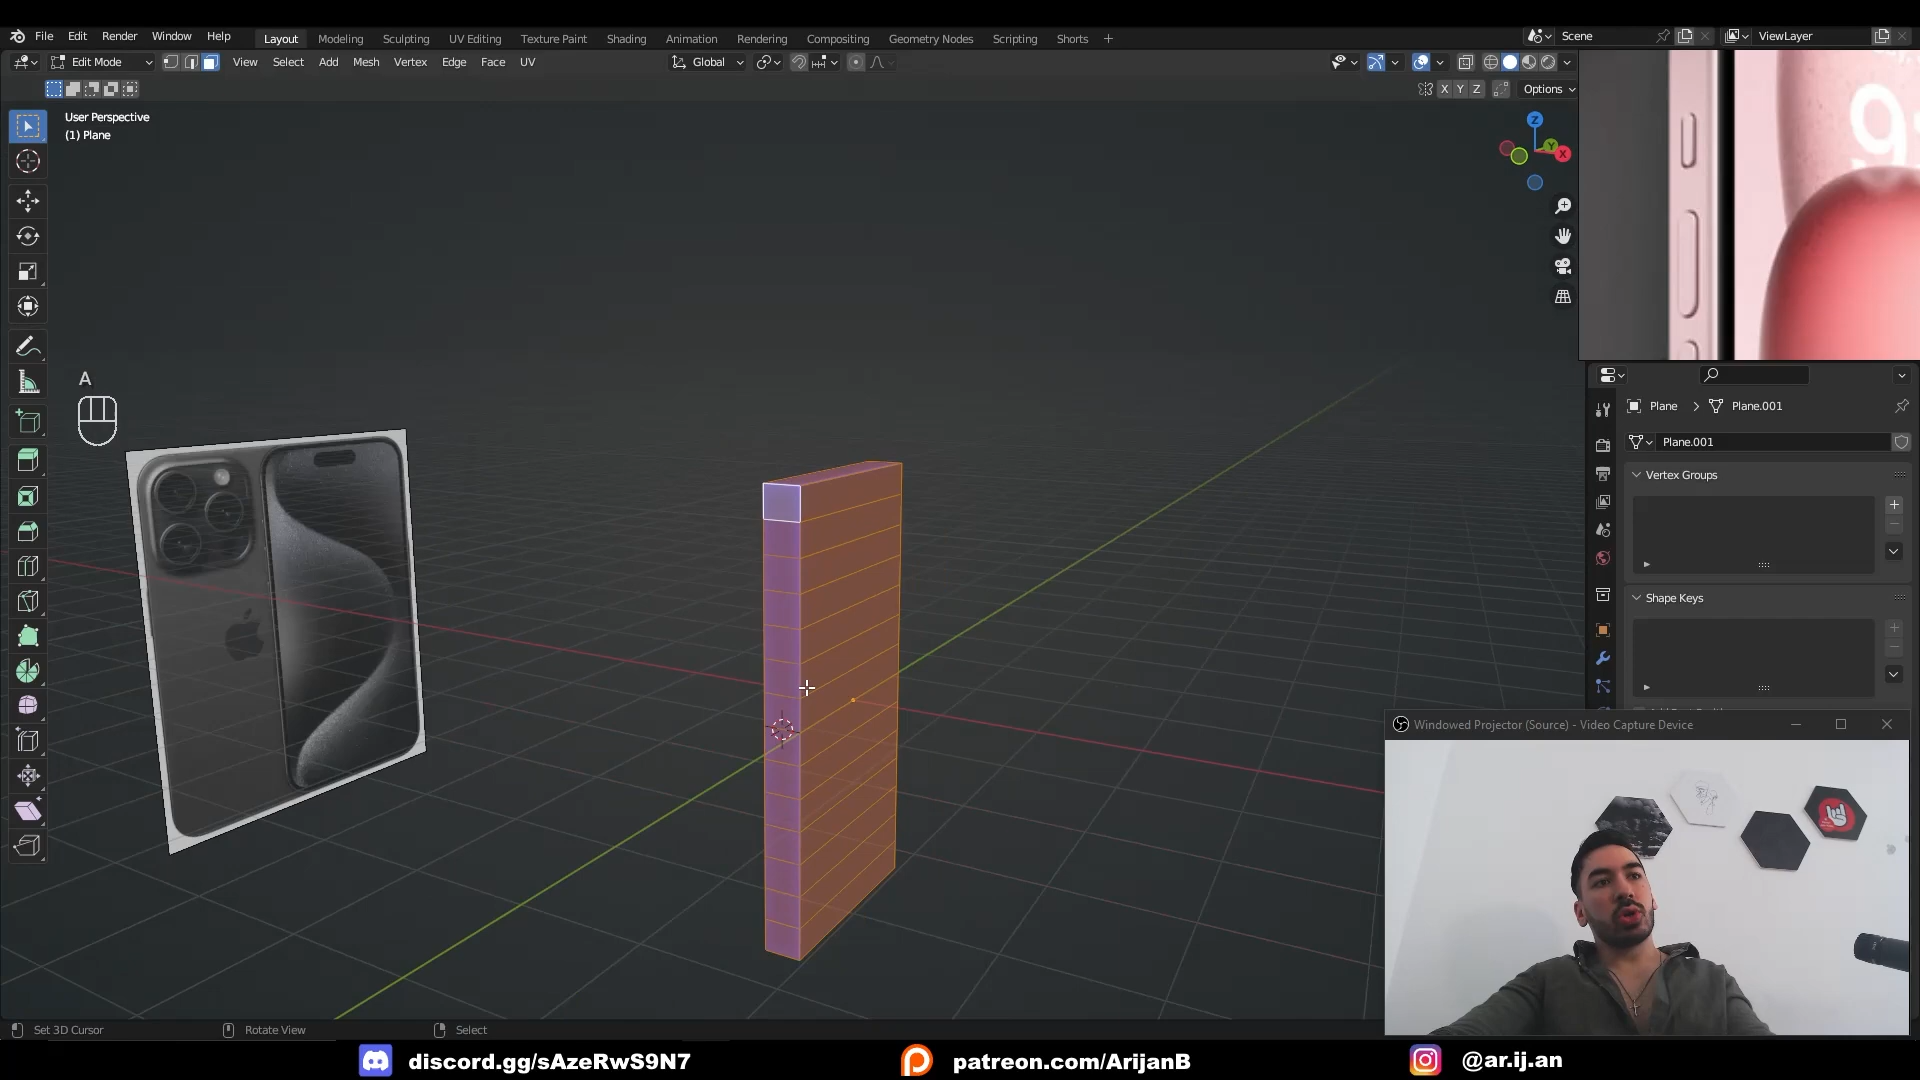 File Edit Render Window Help Layout Modeling Sculpting UV Editing Texture Paint Shading Animation Rendering Compositing Geometry Nodes Scripting Shorts + Scene ViewLayer
Edit Mode View Select Add Mesh Vertex Edge Face UV Global
X Y Z Options
User Perspective
(1) Plane
Z
Y
X
9
A
Plane > Plane.001
Plane.001
Vertex Groups
Shape Keys
Windowed Projector (Source) - Video Capture Device
Set 3D Cursor Rotate View Select
discord.gg/sAzeRwS9N7 patreon.com/ArijanB @ar.ij.an